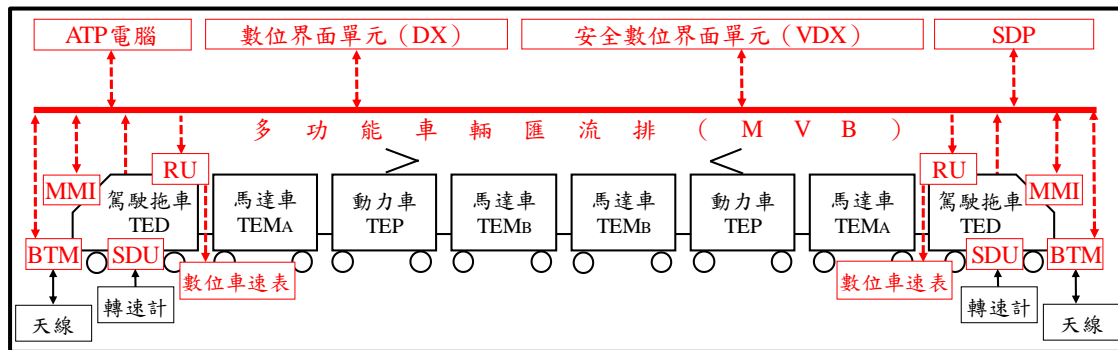 ATP電腦
數位界面單元（DX）
安全數位界面單元（VDX）
SDP
多功能車輛匯流排（MVB）
RU
RU
MMI
MMI
駕駛拖車
TED
馬達車
TEMA
動力車
TEP
馬達車
TEMB
馬達車
TEMB
動力車
TEP
馬達車
TEMA
駕駛拖車
TED
BTM
SDU
SDU
BTM
數位車速表
數位車速表
轉速計
轉速計
天線
天線